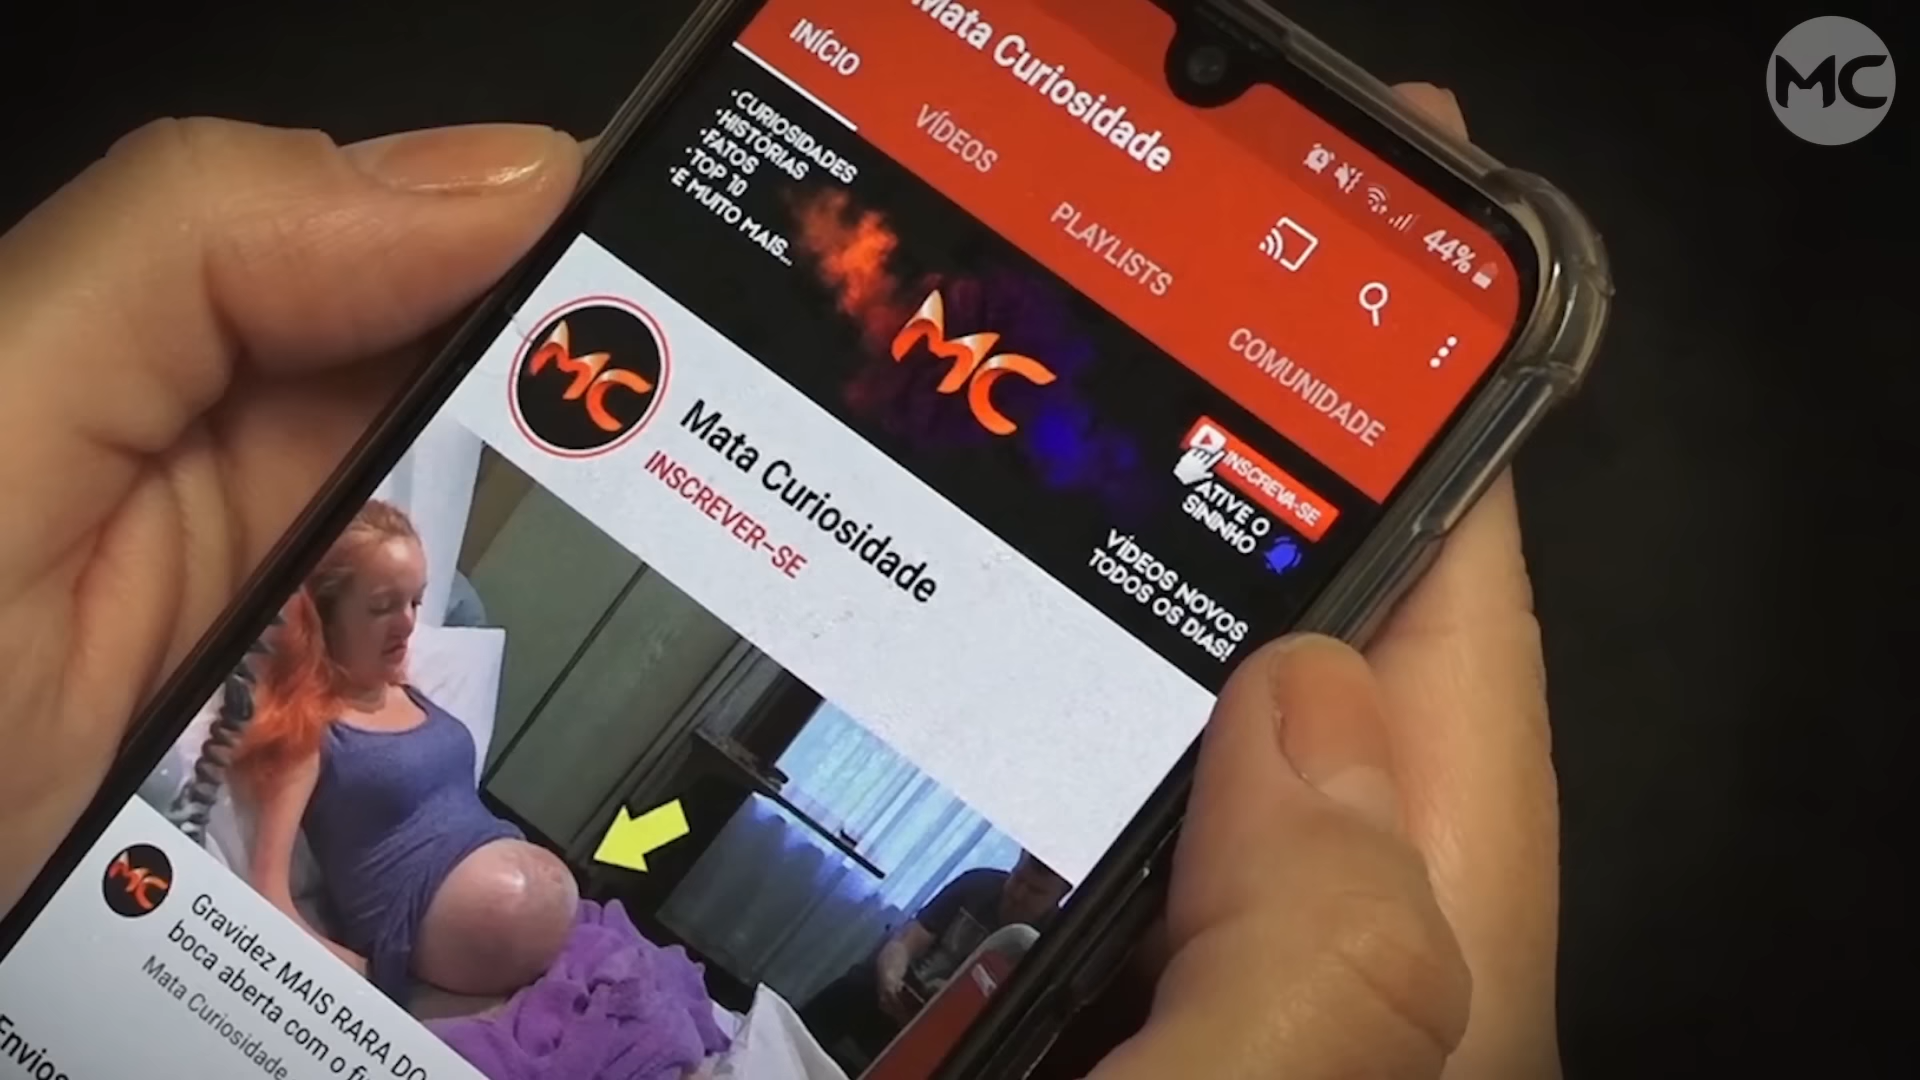 MC
Mata Curiosidade
44%
INÍCIO
VÍDEOS
PLAYLISTS
COMUNIDADE
•CURIOSIDADES
•HISTÓRIAS
•FATOS
•TOP 10
•E MUITO MAIS...
MC
INSCREVA-SE
ATIVE O
SININHO
VÍDEOS NOVOS
TODOS OS DIAS!
MC
Mata Curiosidade
INSCREVER-SE
MC
Gravidez MAIS RARA DO
boca aberta com o
Mata Curiosidade
Envios